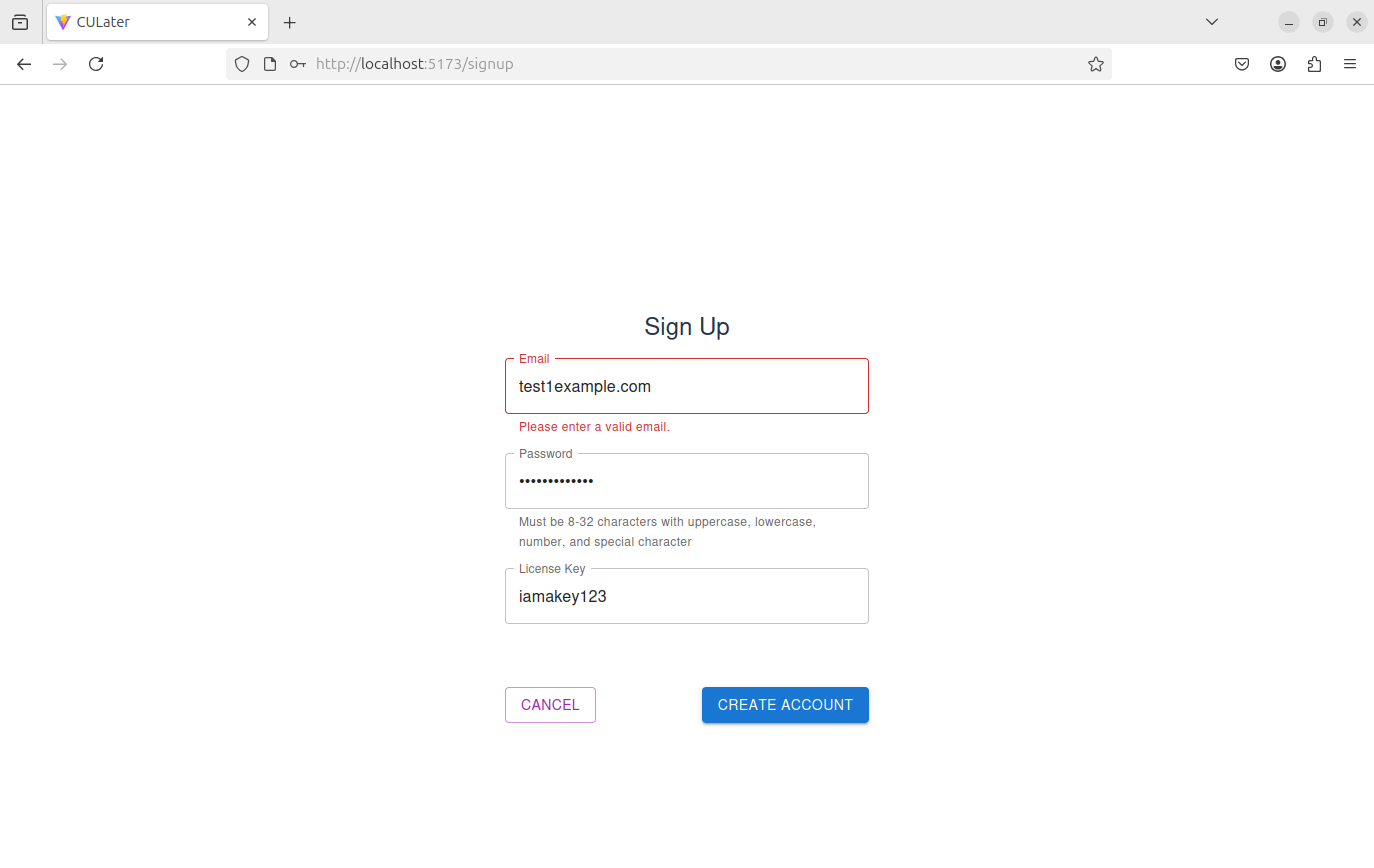 CULater
http://localhost:5173/signup
Sign Up
Email
test1example.com
Please enter a valid email.
Password
•••••••••••••
Must be 8-32 characters with uppercase, lowercase,
number, and special character
License Key
iamakey123
CANCEL
CREATE ACCOUNT